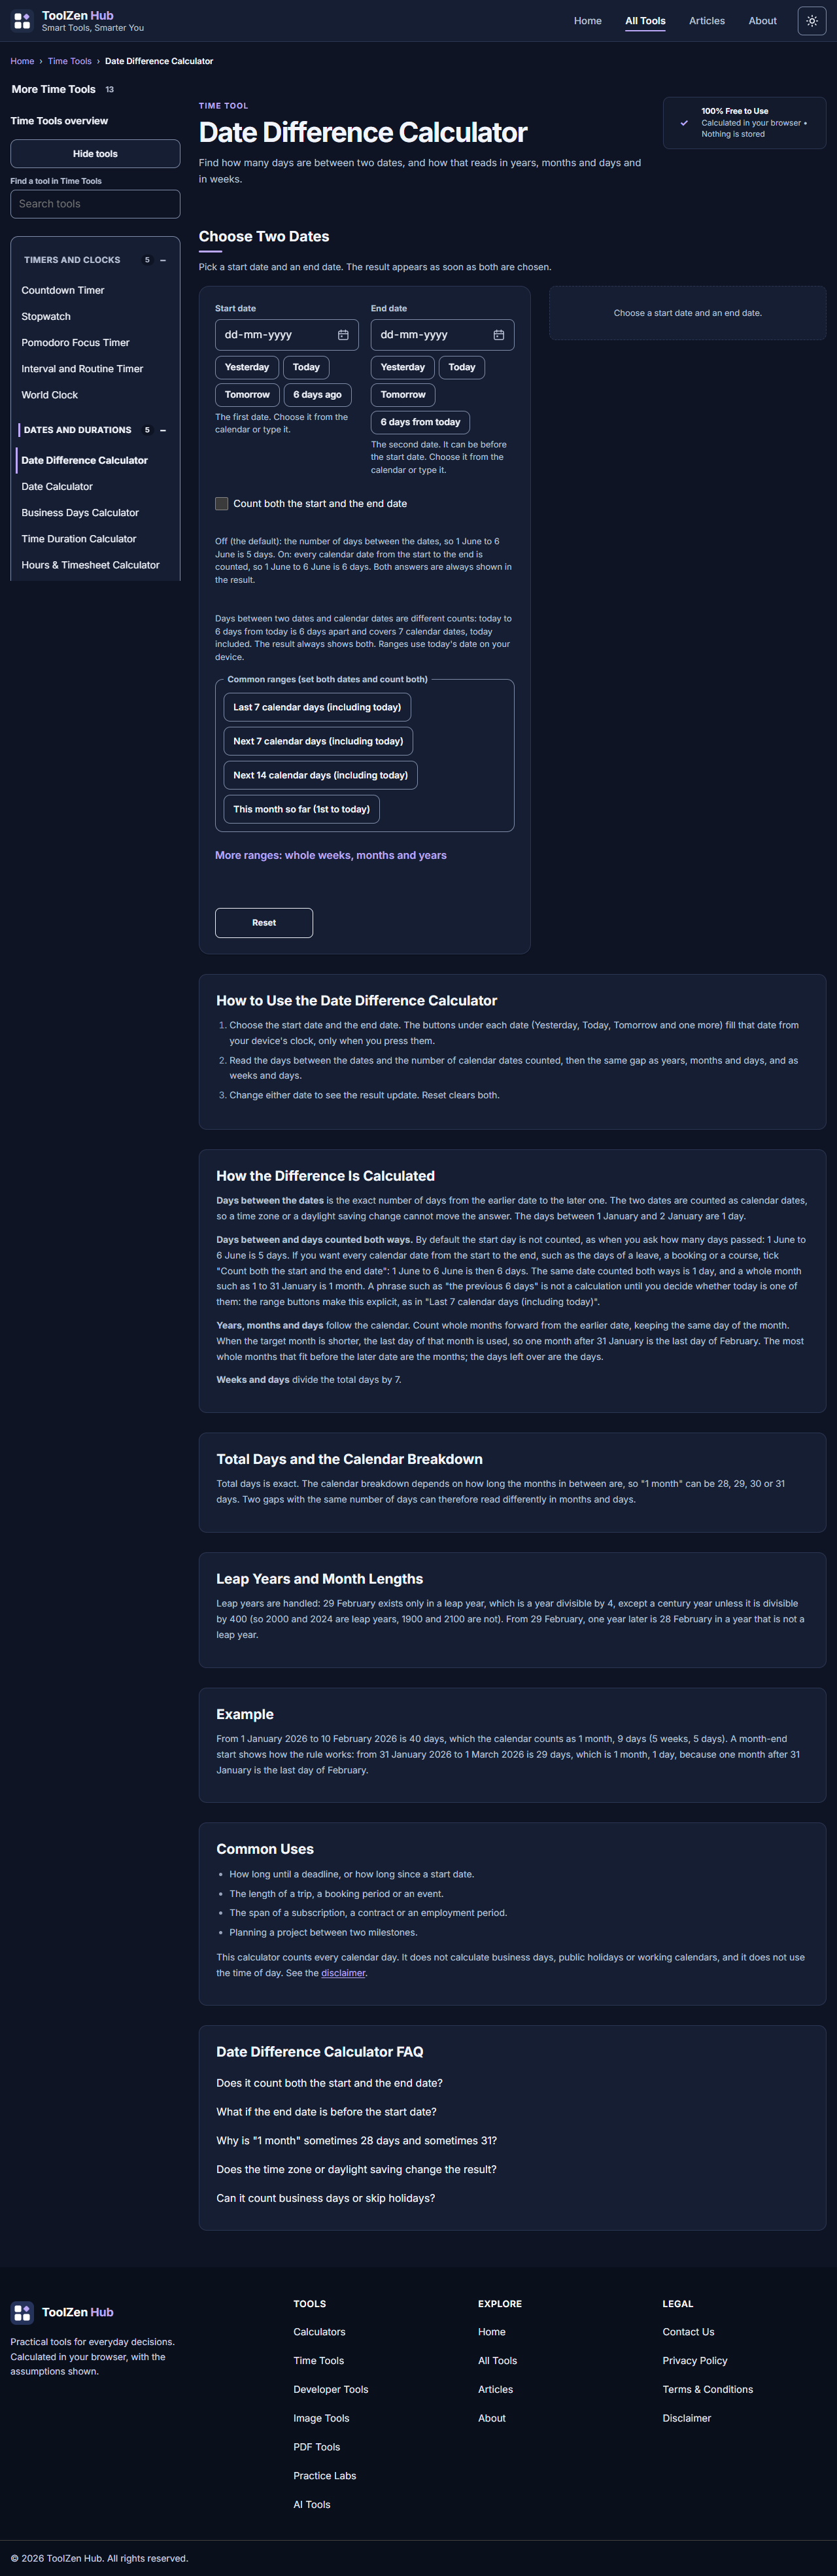 ToolZen Hub
Smart Tools, Smarter You
Home
All Tools
Articles
About
Home › Time Tools › Date Difference Calculator
More Time Tools 13
Time Tools overview
Hide tools
Find a tool in Time Tools
Search tools
TIMERS AND CLOCKS 5 –
Countdown Timer
Stopwatch
Pomodoro Focus Timer
Interval and Routine Timer
World Clock
DATES AND DURATIONS 5 –
Date Difference Calculator
Date Calculator
Business Days Calculator
Time Duration Calculator
Hours & Timesheet Calculator
TIME TOOL
Date Difference Calculator
Find how many days are between two dates, and how that reads in years, months and days and
in weeks.
✓
100% Free to Use
Calculated in your browser •
Nothing is stored
Choose Two Dates
Pick a start date and an end date. The result appears as soon as both are chosen.
Start date
dd-mm-yyyy
Yesterday
Today
Tomorrow
6 days ago
The first date. Choose it from the
calendar or type it.
End date
dd-mm-yyyy
Yesterday
Today
Tomorrow
6 days from today
The second date. It can be before
the start date. Choose it from the
calendar or type it.
Count both the start and the end date
Off (the default): the number of days between the dates, so 1 June to 6
June is 5 days. On: every calendar date from the start to the end is
counted, so 1 June to 6 June is 6 days. Both answers are always shown in
the result.
Days between two dates and calendar dates are different counts: today to
6 days from today is 6 days apart and covers 7 calendar dates, today
included. The result always shows both. Ranges use today's date on your
device.
Common ranges (set both dates and count both)
Last 7 calendar days (including today)
Next 7 calendar days (including today)
Next 14 calendar days (including today)
This month so far (1st to today)
More ranges: whole weeks, months and years
Reset
Choose a start date and an end date.
How to Use the Date Difference Calculator
1. Choose the start date and the end date. The buttons under each date (Yesterday, Today, Tomorrow and one more) fill that date from
your device's clock, only when you press them.
2. Read the days between the dates and the number of calendar dates counted, then the same gap as years, months and days, and as
weeks and days.
3. Change either date to see the result update. Reset clears both.
How the Difference Is Calculated
Days between the dates is the exact number of days from the earlier date to the later one. The two dates are counted as calendar dates,
so a time zone or a daylight saving change cannot move the answer. The days between 1 January and 2 January are 1 day.
Days between and days counted both ways. By default the start day is not counted, as when you ask how many days passed: 1 June to
6 June is 5 days. If you want every calendar date from the start to the end, such as the days of a leave, a booking or a course, tick
"Count both the start and the end date": 1 June to 6 June is then 6 days. The same date counted both ways is 1 day, and a whole month
such as 1 to 31 January is 1 month. A phrase such as "the previous 6 days" is not a calculation until you decide whether today is one of
them: the range buttons make this explicit, as in "Last 7 calendar days (including today)".
Years, months and days follow the calendar. Count whole months forward from the earlier date, keeping the same day of the month.
When the target month is shorter, the last day of that month is used, so one month after 31 January is the last day of February. The most
whole months that fit before the later date are the months; the days left over are the days.
Weeks and days divide the total days by 7.
Total Days and the Calendar Breakdown
Total days is exact. The calendar breakdown depends on how long the months in between are, so "1 month" can be 28, 29, 30 or 31
days. Two gaps with the same number of days can therefore read differently in months and days.
Leap Years and Month Lengths
Leap years are handled: 29 February exists only in a leap year, which is a year divisible by 4, except a century year unless it is divisible
by 400 (so 2000 and 2024 are leap years, 1900 and 2100 are not). From 29 February, one year later is 28 February in a year that is not a
leap year.
Example
From 1 January 2026 to 10 February 2026 is 40 days, which the calendar counts as 1 month, 9 days (5 weeks, 5 days). A month-end
start shows how the rule works: from 31 January 2026 to 1 March 2026 is 29 days, which is 1 month, 1 day, because one month after 31
January is the last day of February.
Common Uses
• How long until a deadline, or how long since a start date.
• The length of a trip, a booking period or an event.
• The span of a subscription, a contract or an employment period.
• Planning a project between two milestones.
This calculator counts every calendar day. It does not calculate business days, public holidays or working calendars, and it does not use
the time of day. See the disclaimer.
Date Difference Calculator FAQ
Does it count both the start and the end date?
What if the end date is before the start date?
Why is "1 month" sometimes 28 days and sometimes 31?
Does the time zone or daylight saving change the result?
Can it count business days or skip holidays?
ToolZen Hub
Practical tools for everyday decisions.
Calculated in your browser, with the
assumptions shown.
TOOLS
Calculators
Time Tools
Developer Tools
Image Tools
PDF Tools
Practice Labs
AI Tools
EXPLORE
Home
All Tools
Articles
About
LEGAL
Contact Us
Privacy Policy
Terms & Conditions
Disclaimer
© 2026 ToolZen Hub. All rights reserved.